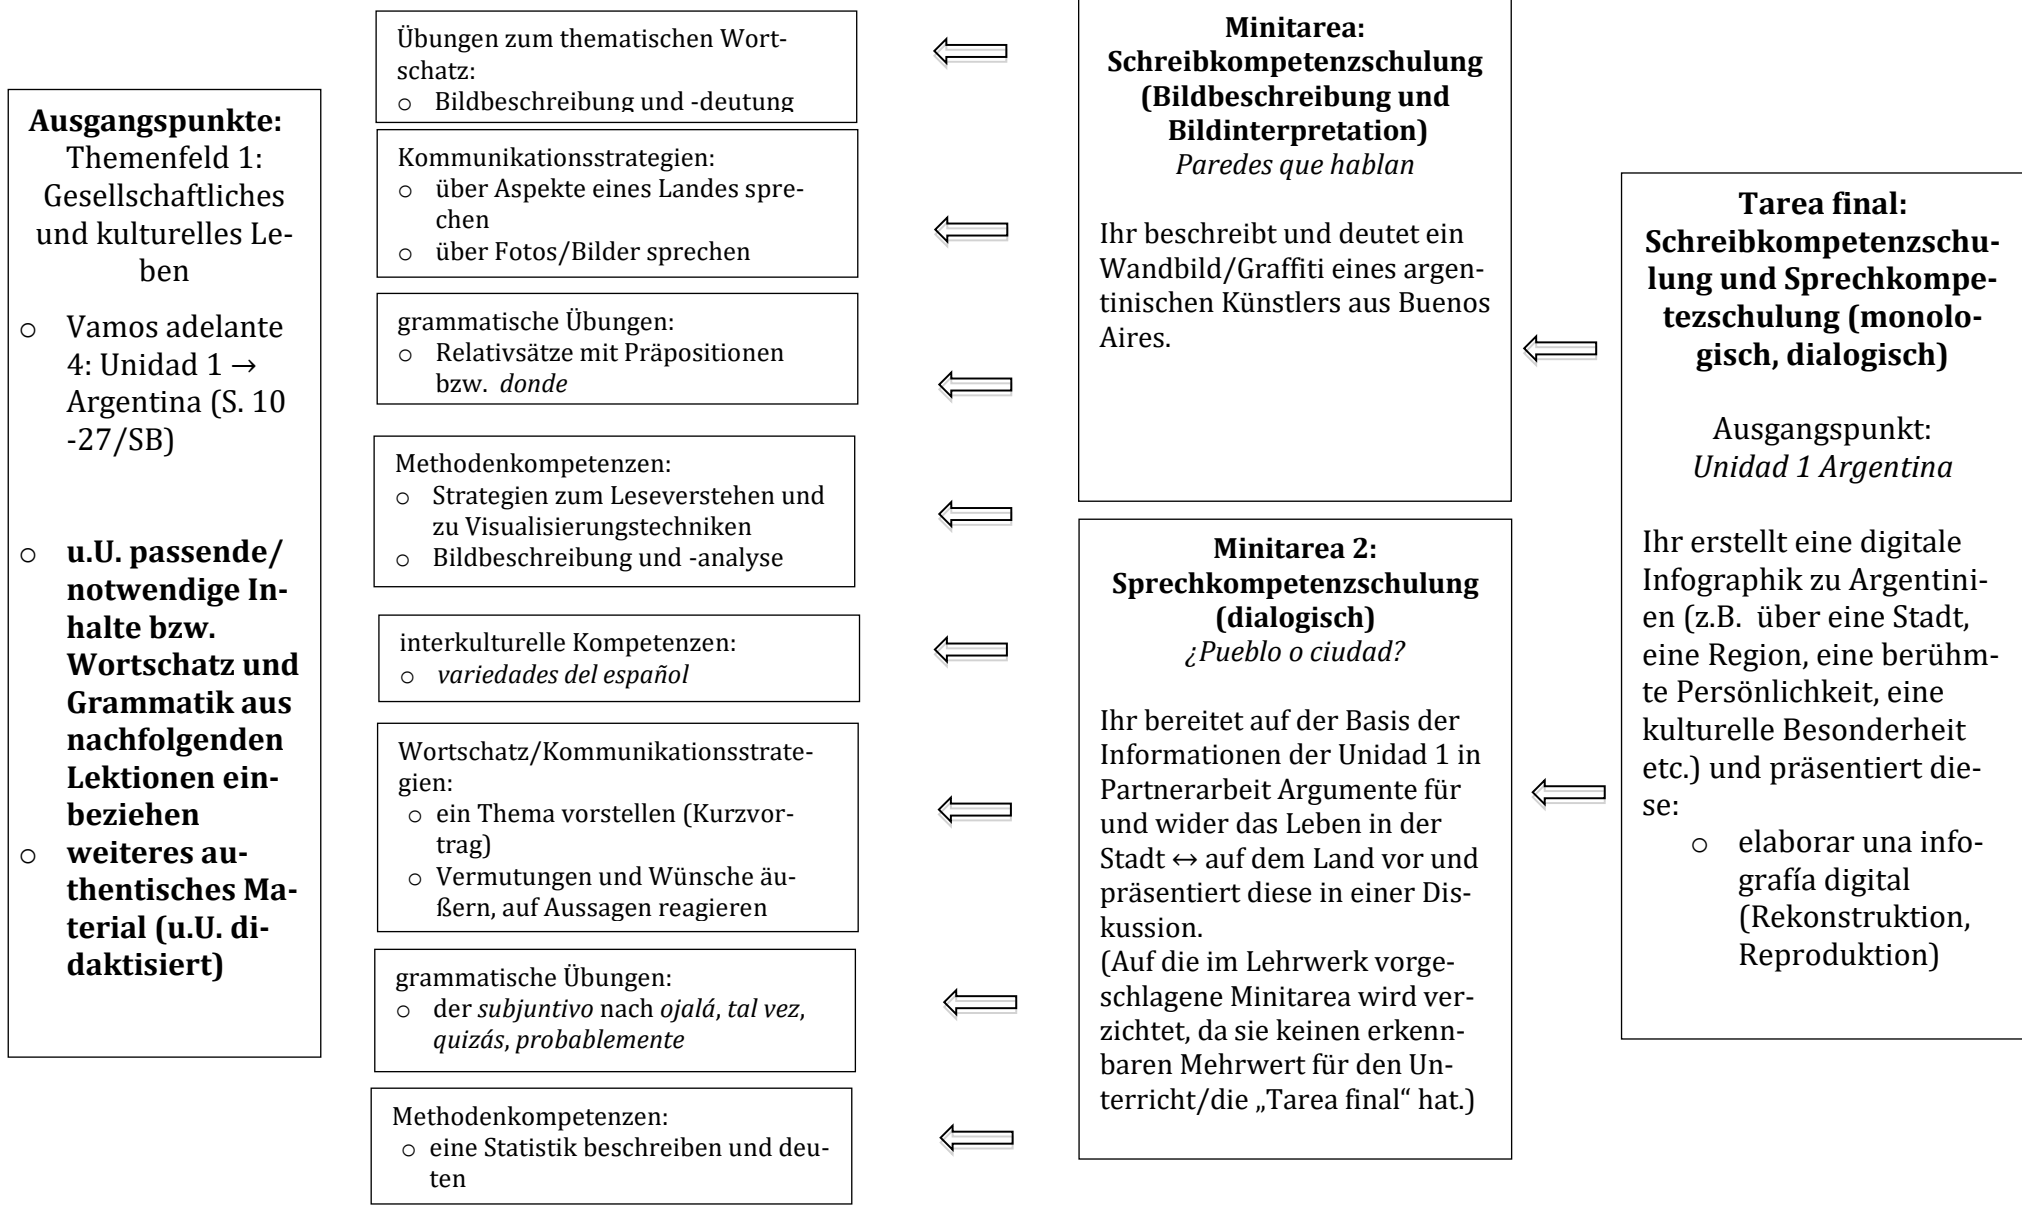 Ausgangspunkte:
Themenfeld 1:
Gesellschaftliches
und kulturelles Le-
ben
o Vamos adelante
4: Unidad 1 →
Argentina (S. 10
-27/SB)
o u.U. passende/
notwendige In-
halte bzw.
Wortschatz und
Grammatik aus
nachfolgenden
Lektionen ein-
beziehen
o weiteres au-
thentisches Ma-
terial (u.U. di-
daktisiert)
Übungen zum thematischen Wort-
schatz:
o Bildbeschreibung und -deutung
Kommunikationsstrategien:
o über Aspekte eines Landes spre-
chen
o über Fotos/Bilder sprechen
grammatische Übungen:
o Relativsätze mit Präpositionen
bzw. donde
Methodenkompetenzen:
o Strategien zum Leseverstehen und
zu Visualisierungstechniken
o Bildbeschreibung und -analyse
interkulturelle Kompetenzen:
o variedades del español
Wortschatz/Kommunikationsstrate-
gien:
o ein Thema vorstellen (Kurzvor-
trag)
o Vermutungen und Wünsche äu-
ßern, auf Aussagen reagieren
grammatische Übungen:
o der subjuntivo nach ojalá, tal vez,
quizás, probablemente
Methodenkompetenzen:
o eine Statistik beschreiben und deu-
ten
Minitarea:
Schreibkompetenzschulung
(Bildbeschreibung und
Bildinterpretation)
Paredes que hablan
Ihr beschreibt und deutet ein
Wandbild/Graffiti eines argen-
tinischen Künstlers aus Buenos
Aires.
Minitarea 2:
Sprechkompetenzschulung
(dialogisch)
¿Pueblo o ciudad?
Ihr bereitet auf der Basis der
Informationen der Unidad 1 in
Partnerarbeit Argumente für
und wider das Leben in der
Stadt ↔ auf dem Land vor und
präsentiert diese in einer Dis-
kussion.
(Auf die im Lehrwerk vorge-
schlagene Minitarea wird ver-
zichtet, da sie keinen erkenn-
baren Mehrwert für den Un-
terricht/die „Tarea final“ hat.)
Tarea final:
Schreibkompetenzschu-
lung und Sprechkompe-
tezschulung (monolo-
gisch, dialogisch)
Ausgangspunkt:
Unidad 1 Argentina
Ihr erstellt eine digitale
Infographik zu Argentini-
en (z.B. über eine Stadt,
eine Region, eine berühm-
te Persönlichkeit, eine
kulturelle Besonderheit
etc.) und präsentiert die-
se:
o elaborar una info-
grafía digital
(Rekonstruktion,
Reproduktion)